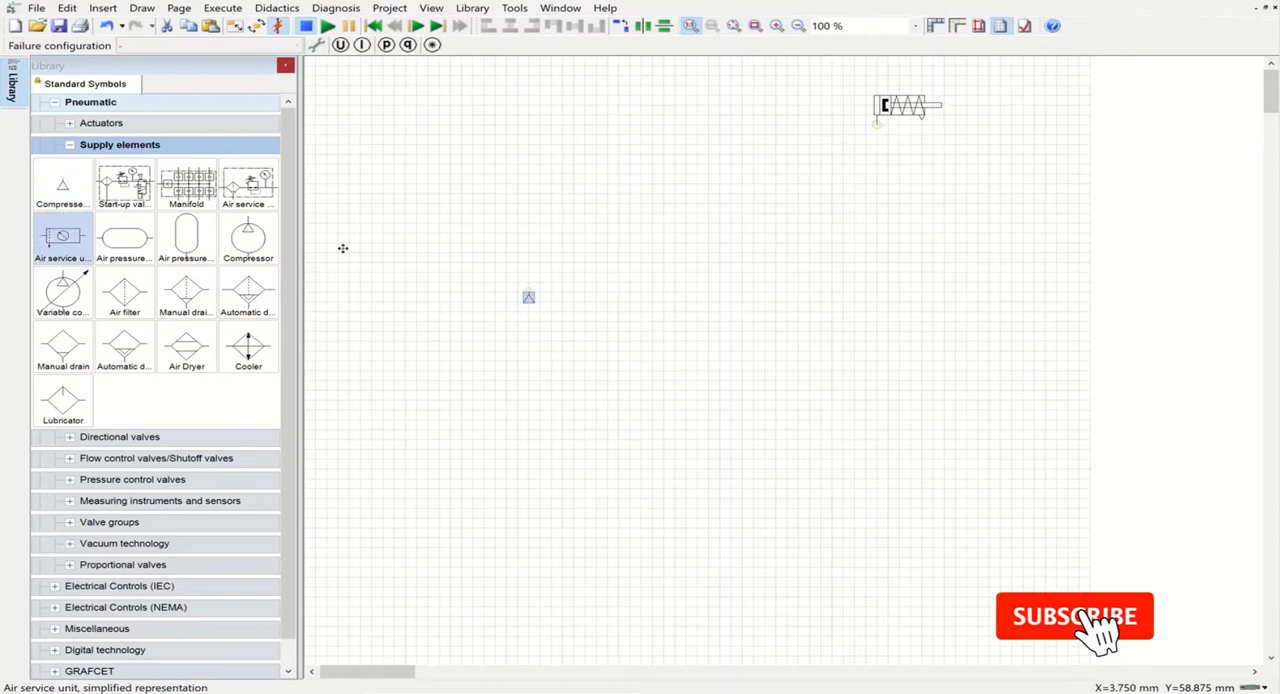 File Edit Insert Draw Page Execute Didactics Diagnosis Project View Library Tools Window Help
100 %
Failure configuration -
Library
Library
Standard Symbols
Pneumatic
Actuators
Supply elements
Compresse... Start-up val... Manifold Air service ...
Air service u... Air pressure... Air pressure... Compressor
Variable co... Air filter Manual drai... Automatic d...
Manual drain Automatic d... Air Dryer Cooler
Lubricator
Directional valves
Flow control valves/Shutoff valves
Pressure control valves
Measuring instruments and sensors
Valve groups
Vacuum technology
Proportional valves
Electrical Controls (IEC)
Electrical Controls (NEMA)
Miscellaneous
Digital technology
GRAFCET
SUBSCRIBE
Air service unit, simplified representation X=3.750 mm Y=58.875 mm